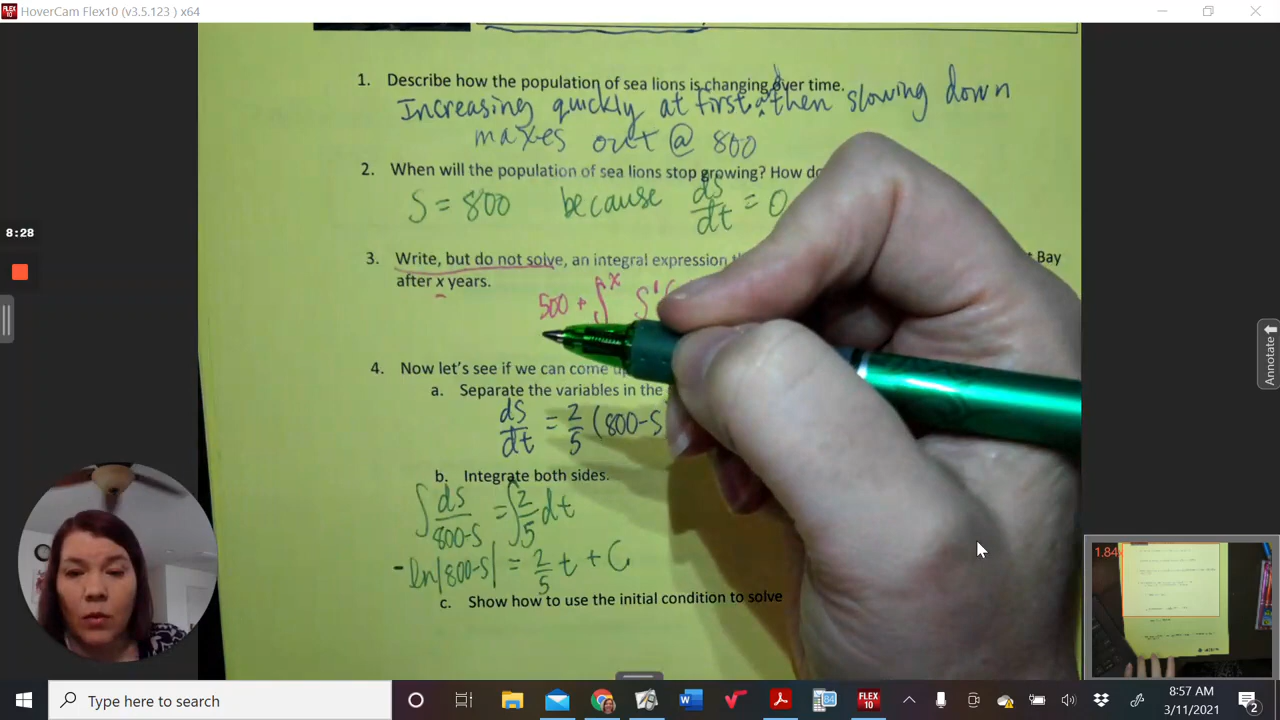 HoverCam Flex10 (v3.5.123 ) x64
1. Describe how the population of sea lions is changing over time.
Increasing quickly at first, then slowing down
maxes out @ 800
2. When will the population of sea lions stop growing? How do
S = 800 because dS/dt = 0
3. Write, but do not solve, an integral expression Bay
after x years.
500 + ∫ x S'(
4. Now let's see if we can come
a. Separate the variables in the
dS/dt = 2/5 (800-S
b. Integrate both sides.
∫ dS/800-S = ∫ 2/5 dt
-ln|800-S| = 2/5 t + C
c. Show how to use the initial condition to solve
8:28
Annotate
1.84x
Type here to search
FLEX
10
8:57 AM
3/11/2021
2